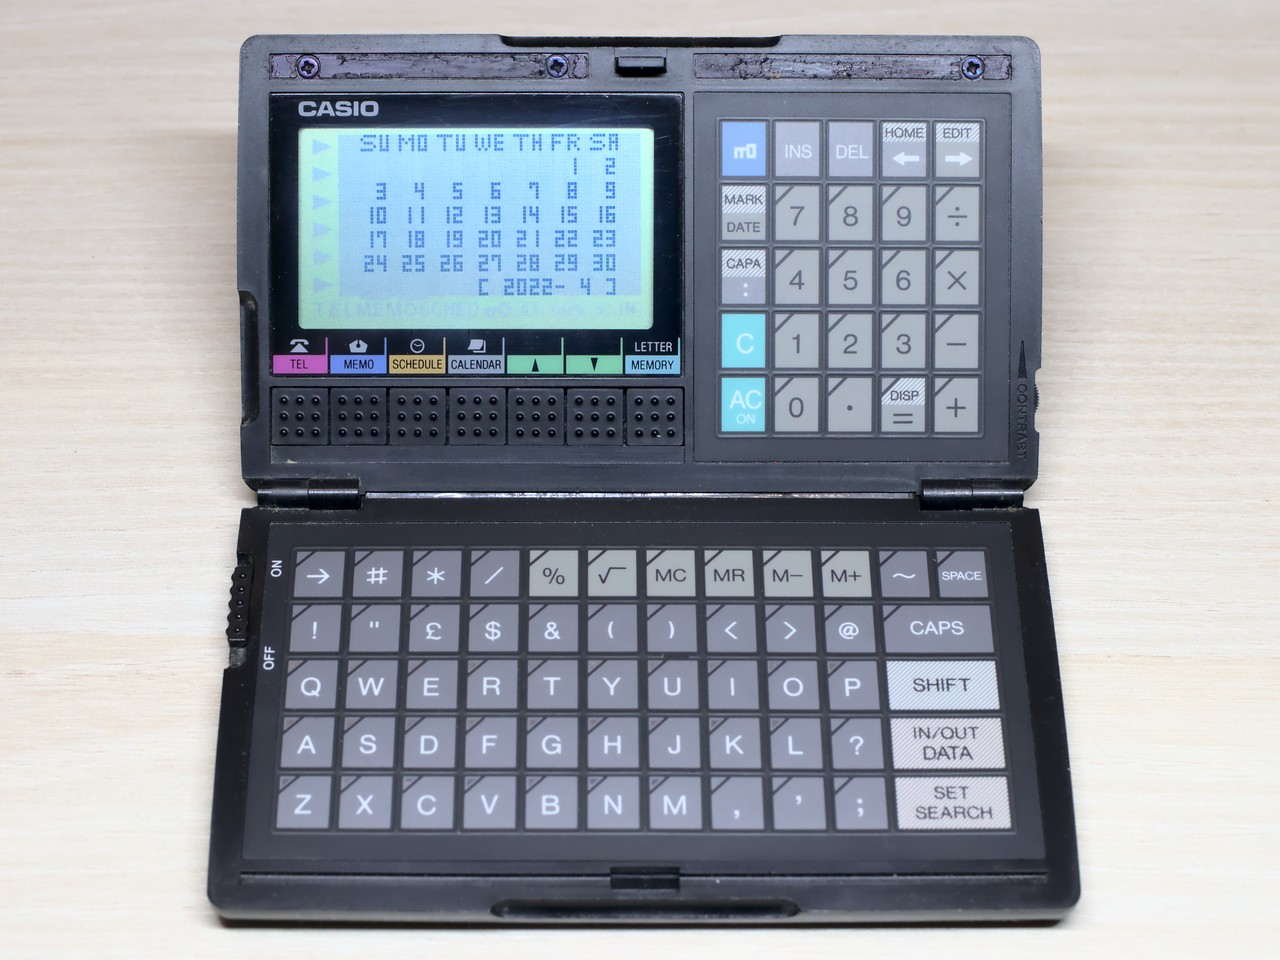 CASIO
SU MO TU WE TH FR SA
1 2
3 4 5 6 7 8 9
10 11 12 13 14 15 16
17 18 19 20 21 22 23
24 25 26 27 28 29 30
[ 2022- 4 ]
TEL MEMO SCHED
LETTER
TEL MEMO SCHEDULE CALENDAR ▲ ▼ MEMORY
INS DEL HOME ← EDIT →
MARK
DATE
7 8 9 ÷
CAPA
:
4 5 6 ×
C 1 2 3 −
AC
ON
0 . DISP
=
+
CONTRAST
ON
OFF
→ # * / % √ MC MR M− M+ ~ SPACE
! " £ $ & ( ) < > @ CAPS
Q W E R T Y U I O P SHIFT
A S D F G H J K L ? IN/OUT
DATA
Z X C V B N M , ' ; SET
SEARCH